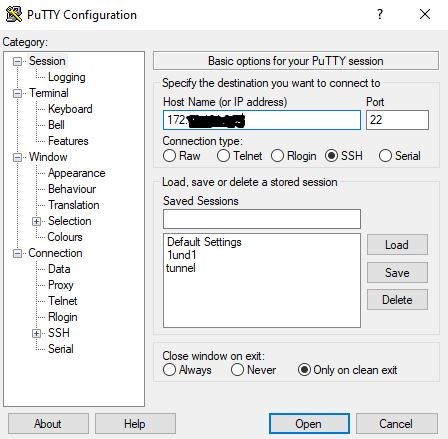 PuTTY Configuration
? ×
Category:
Session
Logging
Terminal
Keyboard
Bell
Features
Window
Appearance
Behaviour
Translation
Selection
Colours
Connection
Data
Proxy
Telnet
Rlogin
SSH
Serial
Basic options for your PuTTY session
Specify the destination you want to connect to
Host Name (or IP address) Port
172. 22
Connection type:
Raw Telnet Rlogin SSH Serial
Load, save or delete a stored session
Saved Sessions
Default Settings
1und1
tunnel
Load
Save
Delete
Close window on exit:
Always Never Only on clean exit
About Help Open Cancel